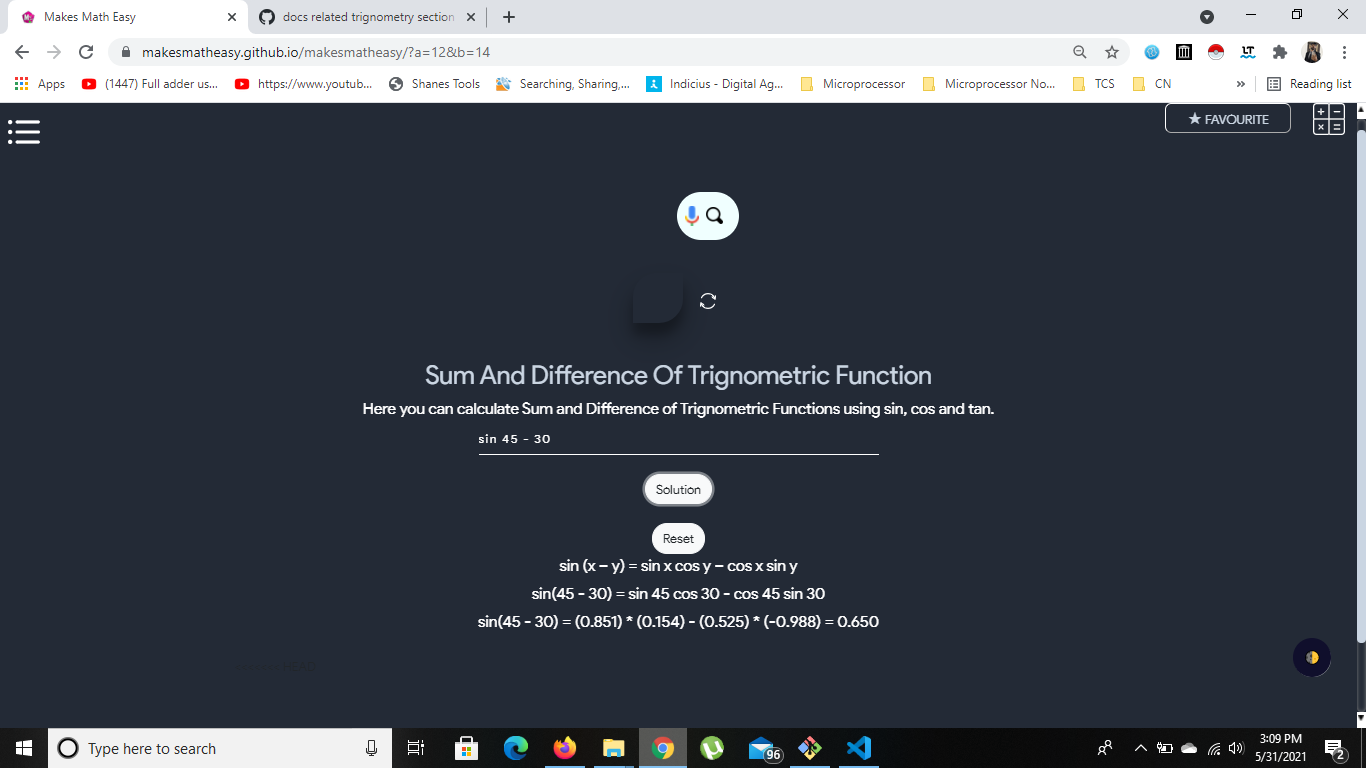 Makes Math Easy
docs related trignometry section
makesmatheasy.github.io/makesmatheasy/?a=12&b=14
Apps
(1447) Full adder us...
https://www.youtub...
Shanes Tools
Searching, Sharing,...
Indicius - Digital Ag...
Microprocessor
Microprocessor No...
TCS
CN
»
Reading list
★ FAVOURITE
Sum And Difference Of Trignometric Function
Here you can calculate Sum and Difference of Trignometric Functions using sin, cos and tan.
sin 45 - 30
Solution
Reset
sin (x – y) = sin x cos y – cos x sin y
sin(45 - 30) = sin 45 cos 30 - cos 45 sin 30
sin(45 - 30) = (0.851) * (0.154) - (0.525) * (-0.988) = 0.650
Type here to search
96
3:09 PM
5/31/2021
2